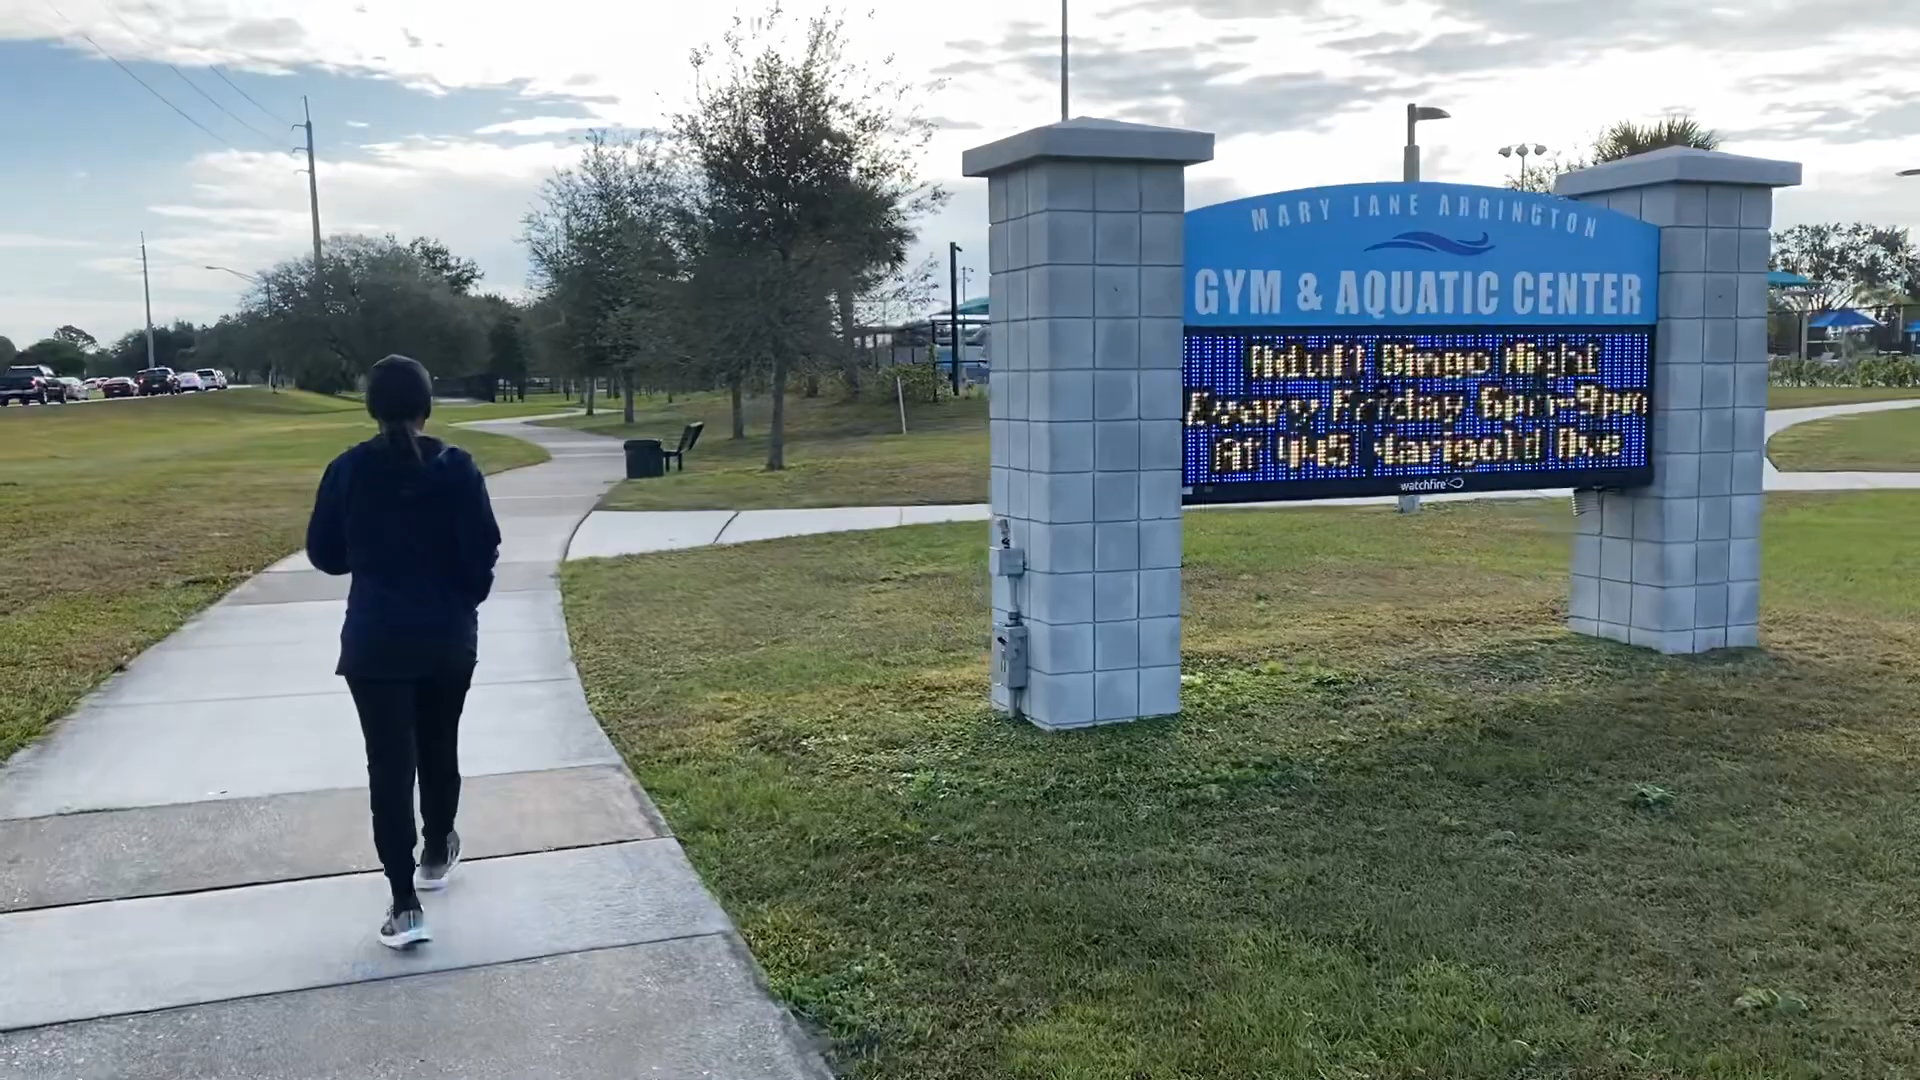 MARY JANE ARRINGTON
GYM & AQUATIC CENTER
Adult Bingo Night
Every Friday 6pm-9pm
At 445 Marigold Ave
watchfire